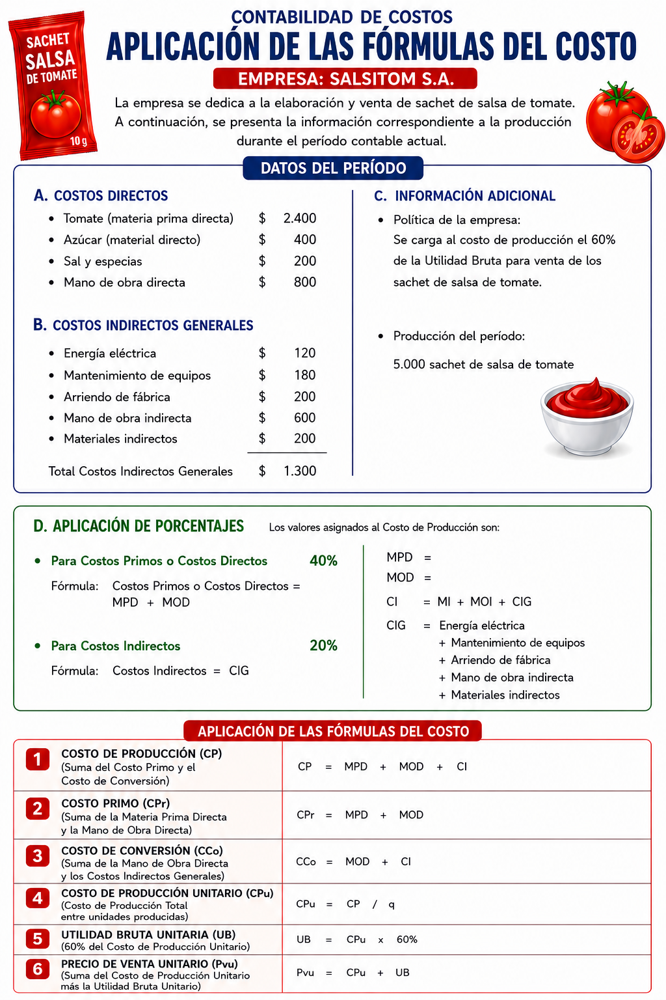 CONTABILIDAD DE COSTOS
APLICACIÓN DE LAS FÓRMULAS DEL COSTO
EMPRESA: SALSITOM S.A.
SACHET
SALSA
DE TOMATE
10 g
La empresa se dedica a la elaboración y venta de sachet de salsa de tomate.
A continuación, se presenta la información correspondiente a la producción
durante el período contable actual.
DATOS DEL PERÍODO
A. COSTOS DIRECTOS
• Tomate (materia prima directa) $ 2.400
• Azúcar (material directo) $ 400
• Sal y especias $ 200
• Mano de obra directa $ 800
B. COSTOS INDIRECTOS GENERALES
• Energía eléctrica $ 120
• Mantenimiento de equipos $ 180
• Arriendo de fábrica $ 200
• Mano de obra indirecta $ 600
• Materiales indirectos $ 200
Total Costos Indirectos Generales $ 1.300
C. INFORMACIÓN ADICIONAL
• Política de la empresa:
Se carga al costo de producción el 60%
de la Utilidad Bruta para venta de los
sachet de salsa de tomate.
• Producción del período:
5.000 sachet de salsa de tomate
D. APLICACIÓN DE PORCENTAJES Los valores asignados al Costo de Producción son:
• Para Costos Primos o Costos Directos 40%
Fórmula: Costos Primos o Costos Directos =
MPD + MOD
• Para Costos Indirectos 20%
Fórmula: Costos Indirectos = CIG
MPD =
MOD =
CI = MI + MOI + CIG
CIG = Energía eléctrica
+ Mantenimiento de equipos
+ Arriendo de fábrica
+ Mano de obra indirecta
+ Materiales indirectos
APLICACIÓN DE LAS FÓRMULAS DEL COSTO
1 COSTO DE PRODUCCIÓN (CP)
(Suma del Costo Primo y el
Costo de Conversión)
CP = MPD + MOD + CI
2 COSTO PRIMO (CPr)
(Suma de la Materia Prima Directa
y la Mano de Obra Directa)
CPr = MPD + MOD
3 COSTO DE CONVERSIÓN (CCo)
(Suma de la Mano de Obra Directa
y los Costos Indirectos Generales)
CCo = MOD + CI
4 COSTO DE PRODUCCIÓN UNITARIO (CPu)
(Costo de Producción Total
entre unidades producidas)
CPu = CP / q
5 UTILIDAD BRUTA UNITARIA (UB)
(60% del Costo de Producción Unitario)
UB = CPu x 60%
6 PRECIO DE VENTA UNITARIO (Pvu)
(Suma del Costo de Producción Unitario
más la Utilidad Bruta Unitario)
Pvu = CPu + UB